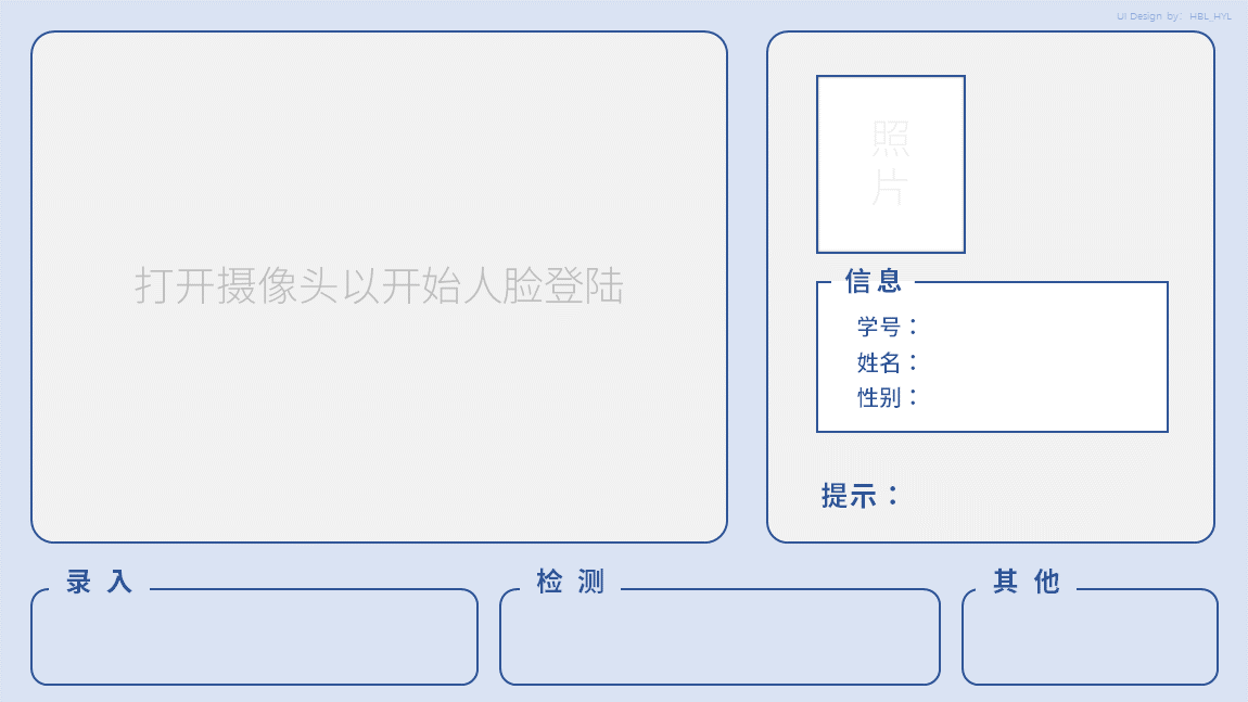 UI Design by: HBL_HYL
照
片
打开摄像头以开始人脸登陆
信息
学号：
姓名：
性别：
提示：
录入
检测
其他